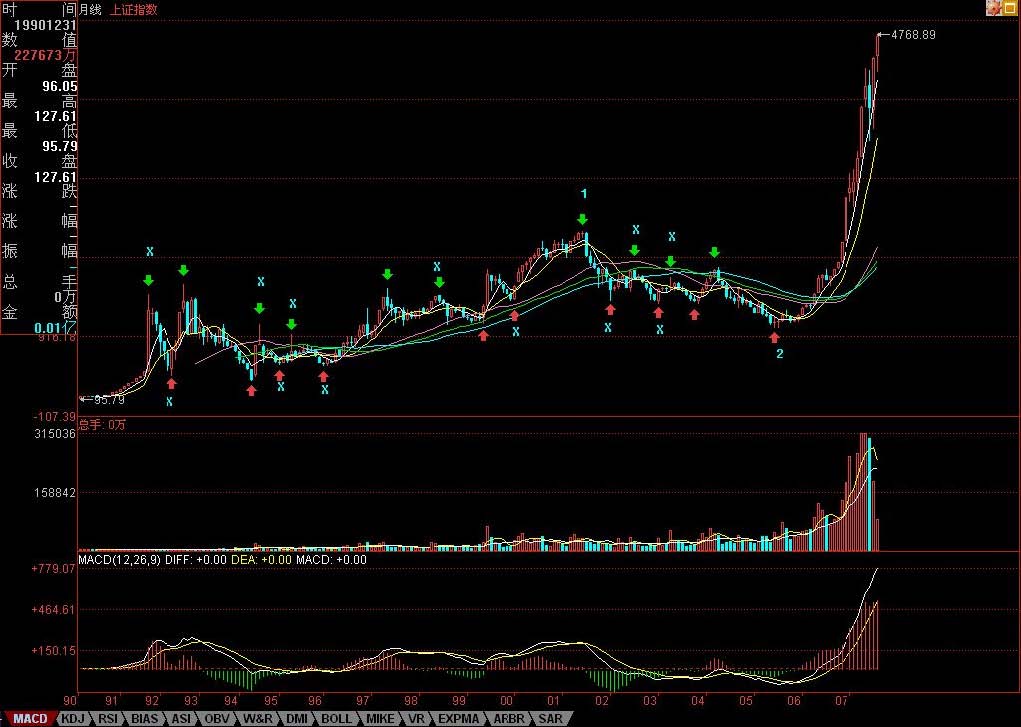 月线 上证指数
时 间
19901231
数 值
227673万
开 盘
96.05
最 高
127.61
最 低
95.79
收 盘
127.61
涨 跌
-
涨 幅
-
振 幅
-
总 手
0万
金 额
0.01亿
4768.89
1
X X
X X X
X
X
X X X X
X X X
2
916.18
95.79
-107.39
总手: 0万
315036
158842
MACD(12,26,9) DIFF: +0.00 DEA: +0.00 MACD: +0.00
+779.07
+464.61
+150.15
90 91 92 93 94 95 96 97 98 99 00 01 02 03 04 05 06 07
MACD KDJ RSI BIAS ASI OBV W&R DMI BOLL MIKE VR EXPMA ARBR SAR